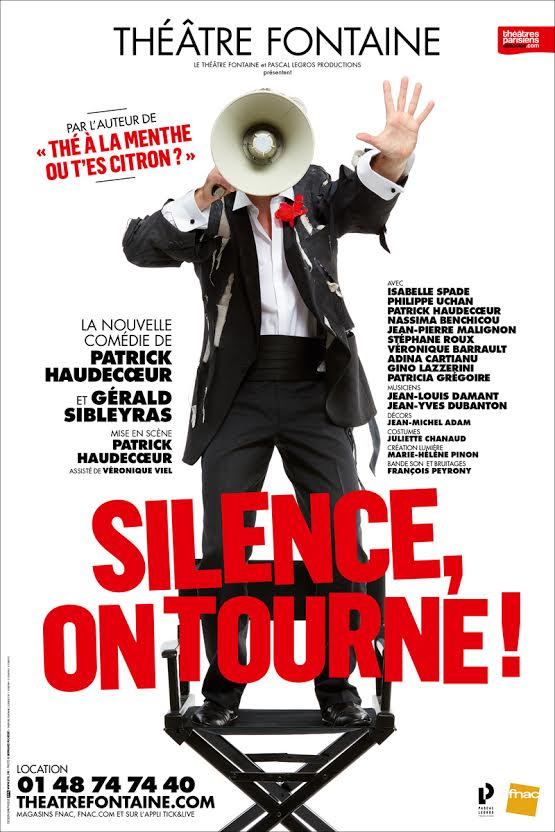 THÉÂTRE FONTAINE
LE THÉÂTRE FONTAINE et PASCAL LEGROS PRODUCTIONS
présentent
théâtres
parisiens
associés.com
PAR L'AUTEUR DE
« THÉ À LA MENTHE
OU T'ES CITRON ? »
LA NOUVELLE
COMÉDIE DE
PATRICK
HAUDECŒUR
ET GÉRALD
SIBLEYRAS
MISE EN SCÈNE
PATRICK
HAUDECŒUR
ASSISTÉ DE VÉRONIQUE VIEL
AVEC
ISABELLE SPADE
PHILIPPE UCHAN
PATRICK HAUDECŒUR
NASSIMA BENCHICOU
JEAN-PIERRE MALIGNON
STÉPHANE ROUX
VÉRONIQUE BARRAULT
ADINA CARTIANU
GINO LAZZERINI
PATRICIA GRÉGOIRE
MUSICIENS
JEAN-LOUIS DAMANT
JEAN-YVES DUBANTON
DÉCORS
JEAN-MICHEL ADAM
COSTUMES
JULIETTE CHANAUD
CRÉATION LUMIÈRE
MARIE-HÉLÈNE PINON
BANDE SON ET BRUITAGES
FRANÇOIS PEYRONY
SILENCE,
ON TOURNE !
LOCATION
01 48 74 74 40
THEATREFONTAINE.COM
MAGASINS FNAC, FNAC.COM ET SUR L'APPLI TICK&LIVE
PASCAL
LEGROS
fnac